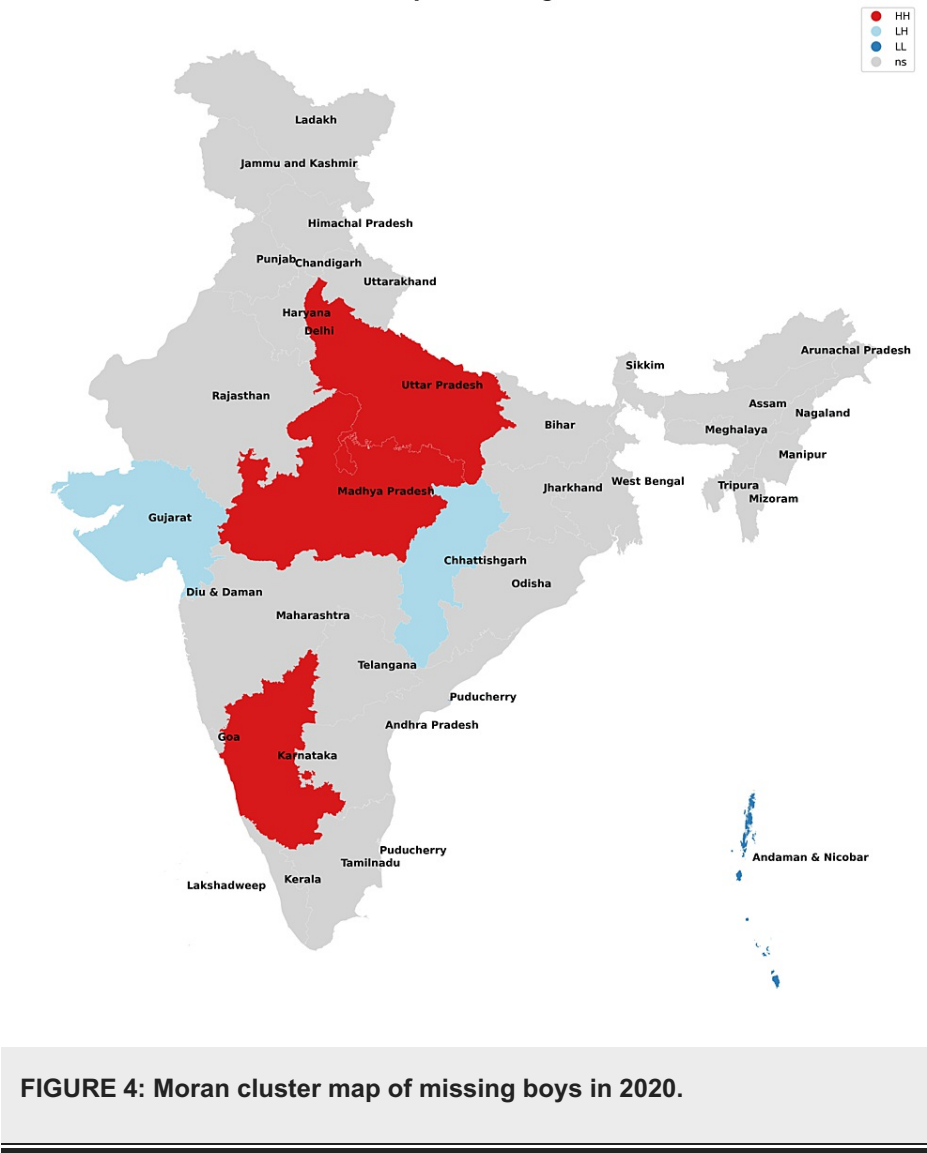 HH
LH
LL
ns
Ladakh
Jammu and Kashmir
Himachal Pradesh
Punjab
Chandigarh
Uttarakhand
Haryana
Delhi
Arunachal Pradesh
Sikkim
Uttar Pradesh
Rajasthan
Assam
Nagaland
Bihar
Meghalaya
Manipur
West Bengal
Tripura
Jharkhand
Madhya Pradesh
Mizoram
Gujarat
Chhattishgarh
Odisha
Diu & Daman
Maharashtra
Telangana
Puducherry
Andhra Pradesh
Goa
Karnataka
Puducherry
Andaman & Nicobar
Tamilnadu
Kerala
Lakshadweep
FIGURE 4: Moran cluster map of missing boys in 2020.